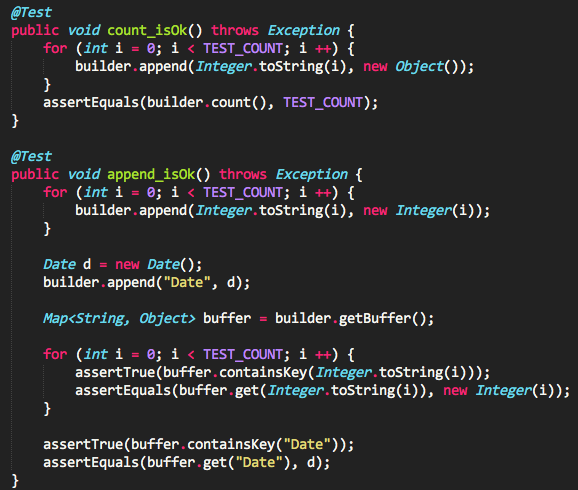 @Test
public void count_isOk() throws Exception {
    for (int i = 0; i < TEST_COUNT; i ++) {
        builder.append(Integer.toString(i), new Object());
    }
    assertEquals(builder.count(), TEST_COUNT);
}

@Test
public void append_isOk() throws Exception {
    for (int i = 0; i < TEST_COUNT; i ++) {
        builder.append(Integer.toString(i), new Integer(i));
    }

    Date d = new Date();
    builder.append("Date", d);

    Map<String, Object> buffer = builder.getBuffer();

    for (int i = 0; i < TEST_COUNT; i ++) {
        assertTrue(buffer.containsKey(Integer.toString(i)));
        assertEquals(buffer.get(Integer.toString(i)), new Integer(i));
    }

    assertTrue(buffer.containsKey("Date"));
    assertEquals(buffer.get("Date"), d);
}